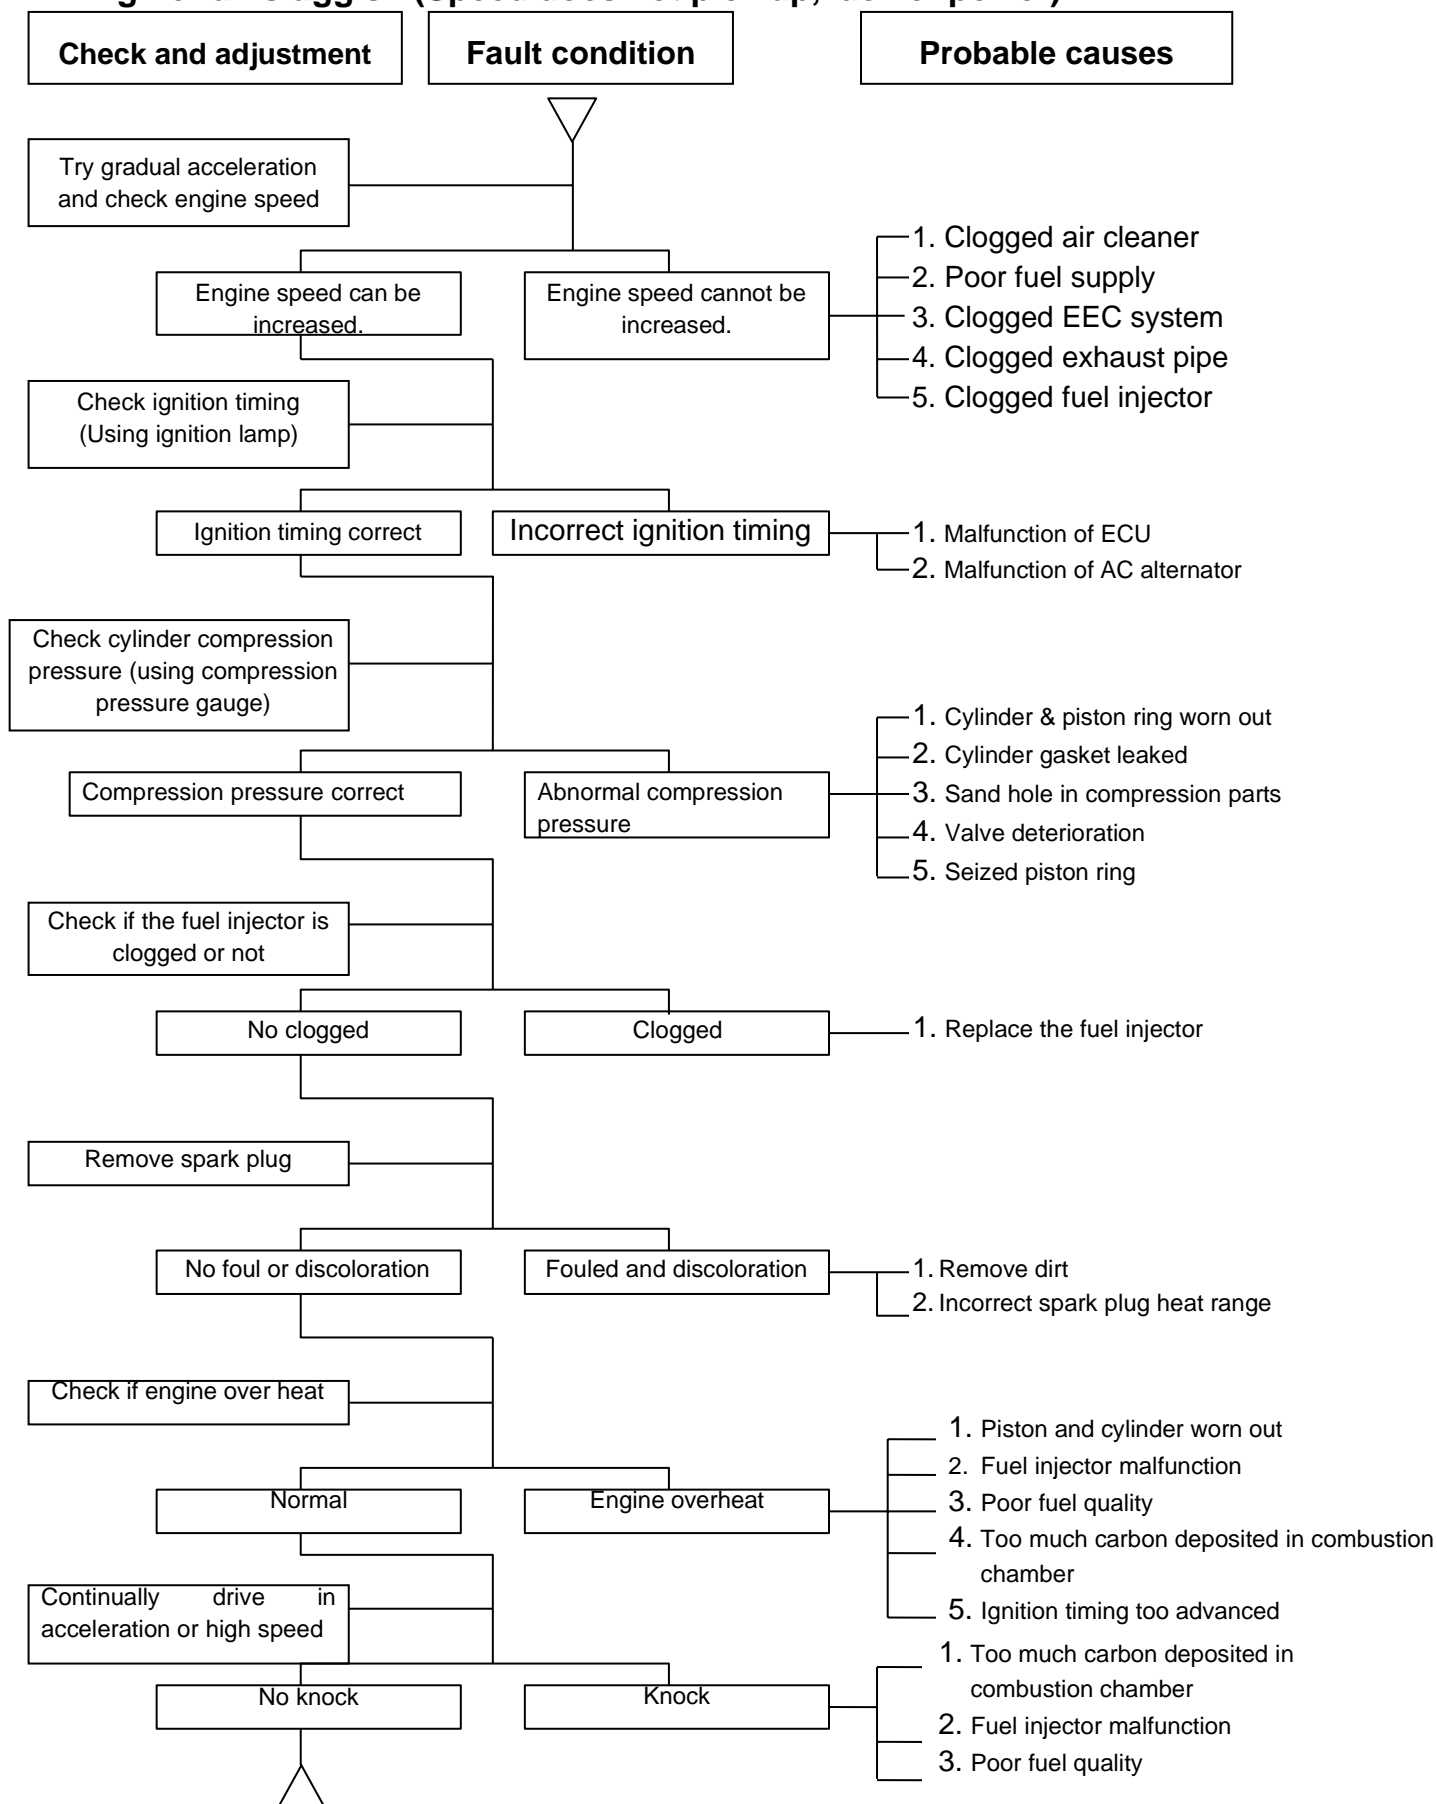 Check and adjustment
Fault condition
Probable causes
Try gradual acceleration
and check engine speed
Engine speed can be
increased.
Engine speed cannot be
increased.
1. Clogged air cleaner
2. Poor fuel supply
3. Clogged EEC system
4. Clogged exhaust pipe
5. Clogged fuel injector
Check ignition timing
(Using ignition lamp)
Ignition timing correct
Incorrect ignition timing
1. Malfunction of ECU
2. Malfunction of AC alternator
Check cylinder compression
pressure (using compression
pressure gauge)
Compression pressure correct
Abnormal compression
pressure
1. Cylinder & piston ring worn out
2. Cylinder gasket leaked
3. Sand hole in compression parts
4. Valve deterioration
5. Seized piston ring
Check if the fuel injector is
clogged or not
No clogged
Clogged
1. Replace the fuel injector
Remove spark plug
No foul or discoloration
Fouled and discoloration
1. Remove dirt
2. Incorrect spark plug heat range
Check if engine over heat
Normal
Engine overheat
1. Piston and cylinder worn out
2. Fuel injector malfunction
3. Poor fuel quality
4. Too much carbon deposited in combustion
chamber
5. Ignition timing too advanced
Continually drive in
acceleration or high speed
No knock
Knock
1. Too much carbon deposited in
combustion chamber
2. Fuel injector malfunction
3. Poor fuel quality